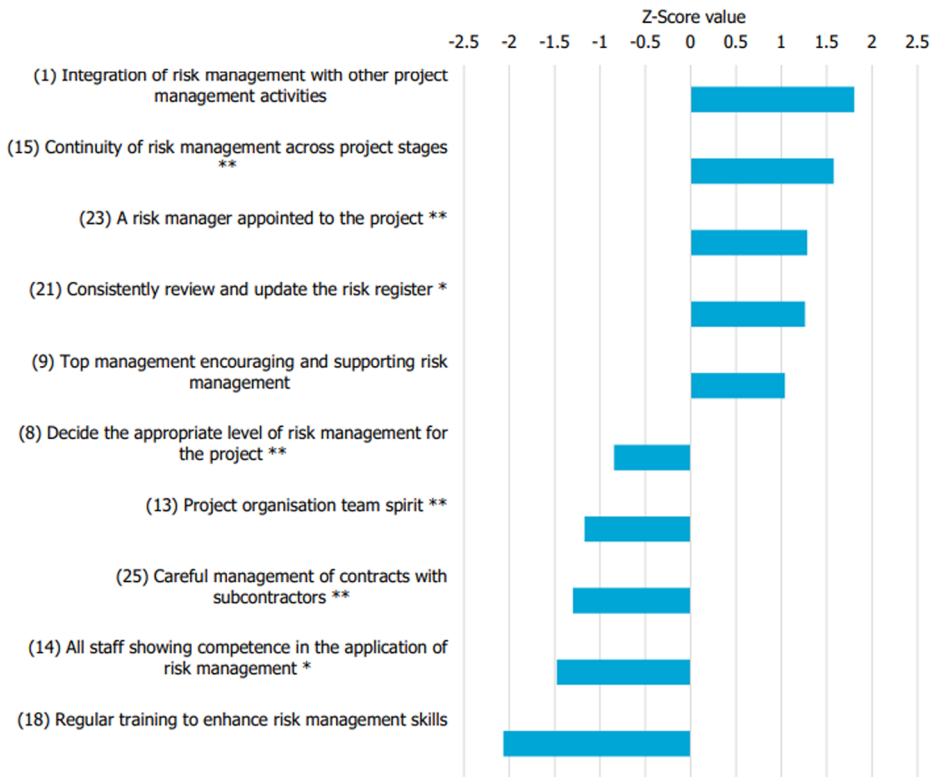 Z-Score value
-2.5 -2 -1.5 -1 -0.5 0 0.5 1 1.5 2 2.5
(1) Integration of risk management with other project
management activities
(15) Continuity of risk management across project stages
**
(23) A risk manager appointed to the project **
(21) Consistently review and update the risk register *
(9) Top management encouraging and supporting risk
management
(8) Decide the appropriate level of risk management for
the project **
(13) Project organisation team spirit **
(25) Careful management of contracts with
subcontractors **
(14) All staff showing competence in the application of
risk management *
(18) Regular training to enhance risk management skills